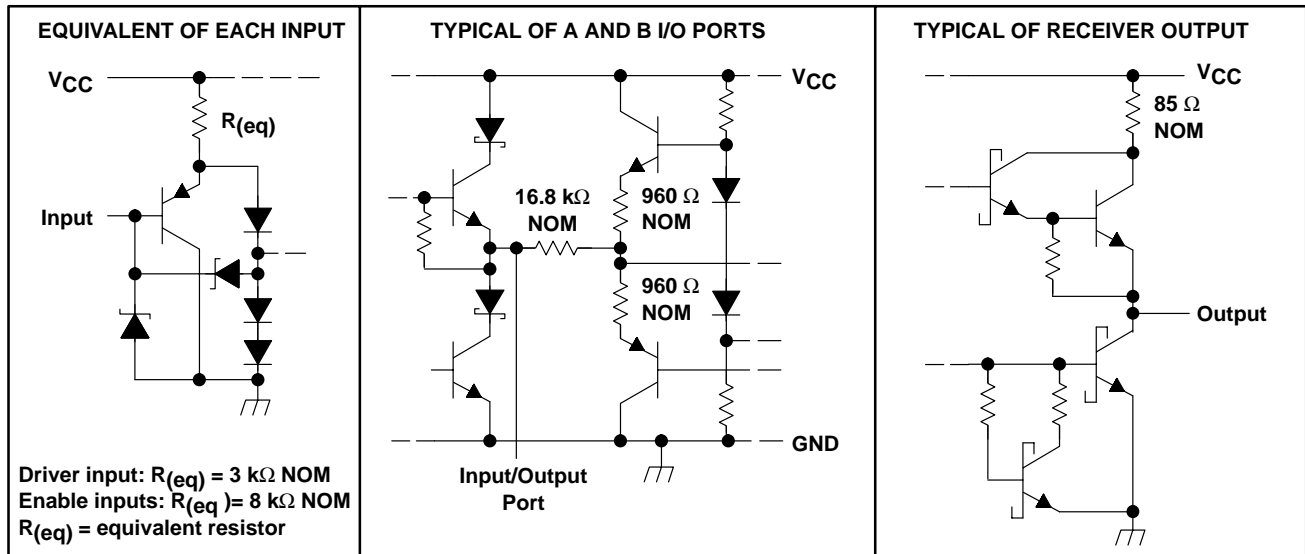 EQUIVALENT OF EACH INPUT
VCC
R(eq)
Input
Driver input: R(eq) = 3 kΩ NOM
Enable inputs: R(eq )= 8 kΩ NOM
R(eq) = equivalent resistor
TYPICAL OF A AND B I/O PORTS
VCC
16.8 kΩ
NOM
960 Ω
NOM
960 Ω
NOM
GND
Input/Output
Port
TYPICAL OF RECEIVER OUTPUT
VCC
85 Ω
NOM
Output